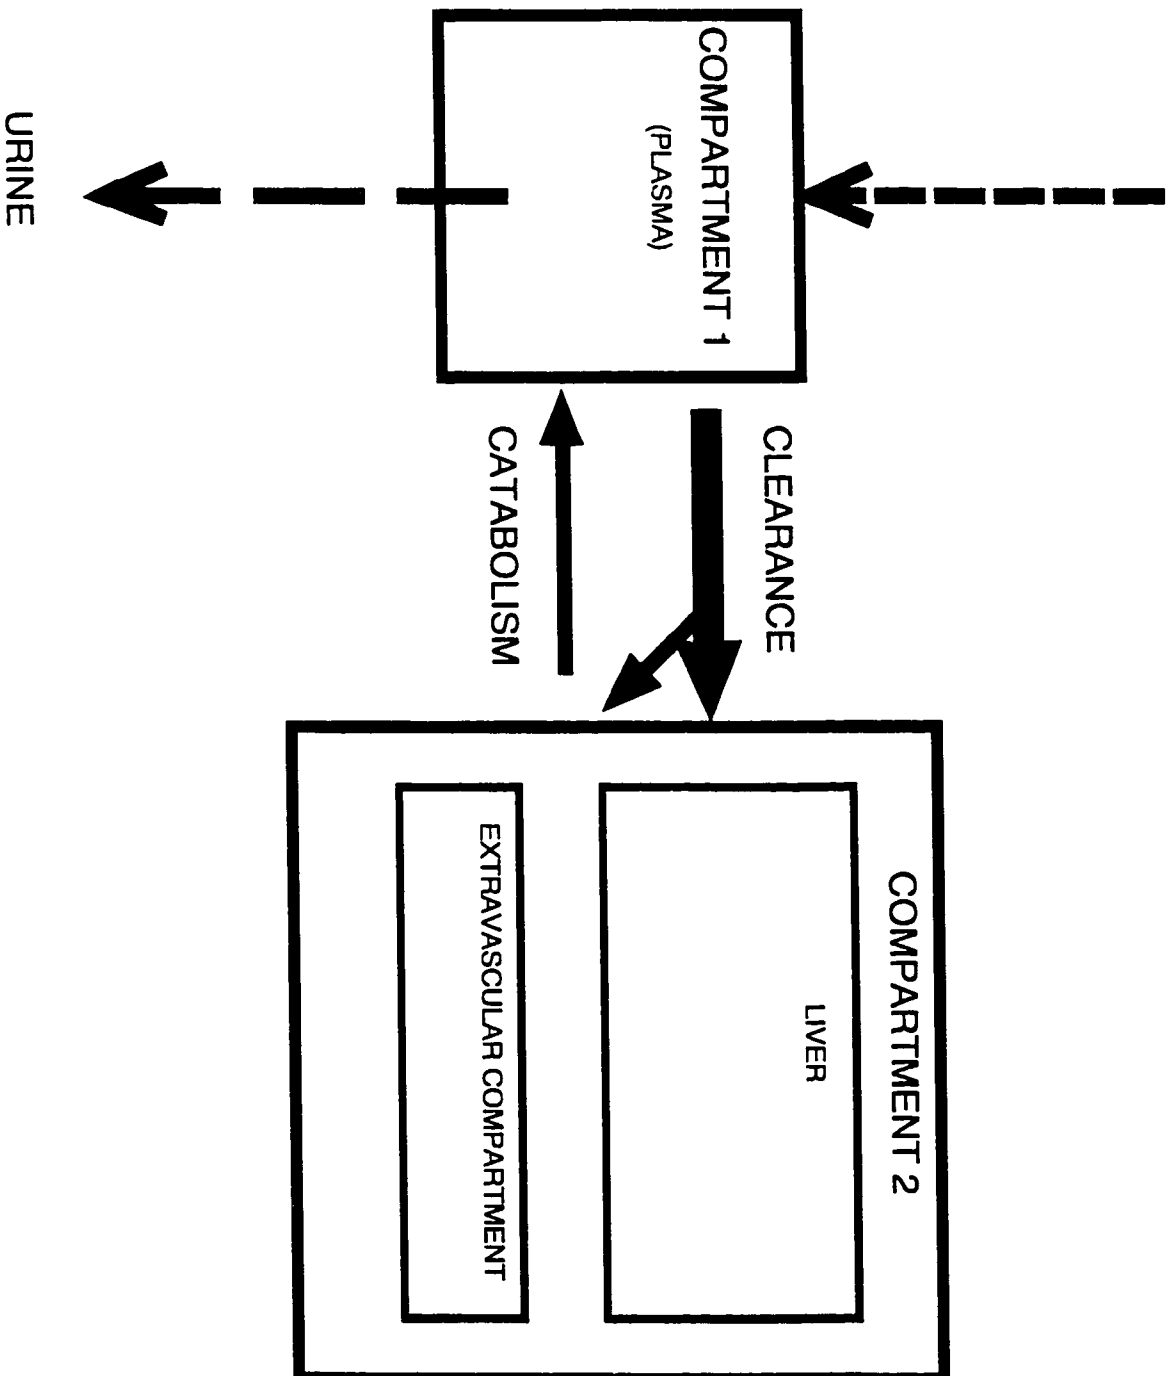 COMPARTMENT 1
(PLASMA)
CLEARANCE
CATABOLISM
COMPARTMENT 2
LIVER
EXTRAVASCULAR COMPARTMENT
URINE